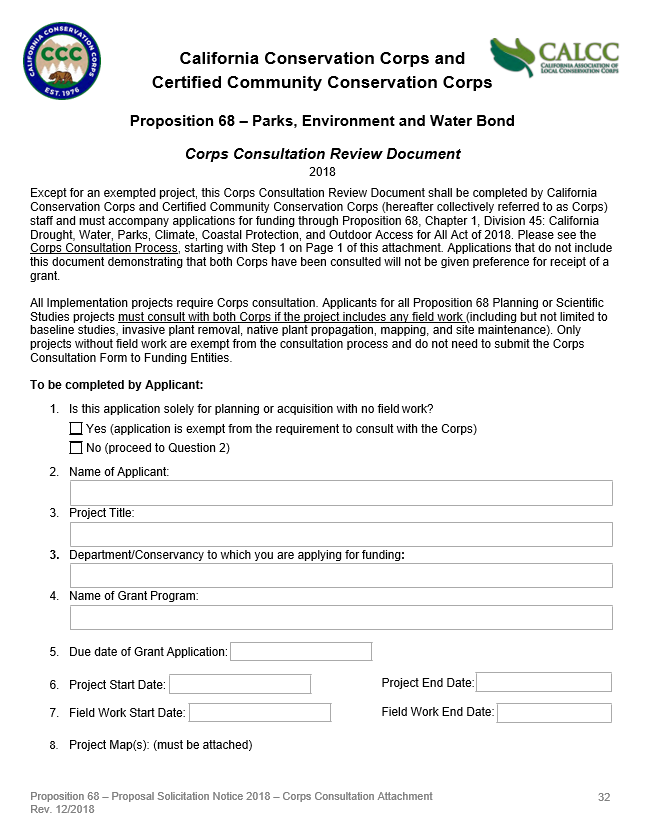 CALIFORNIA CONSERVATION CORPS
CCC
EST. 1976
CALCC
CALIFORNIA ASSOCIATION
OF LOCAL CONSERVATION CORPS
California Conservation Corps and
Certified Community Conservation Corps
Proposition 68 – Parks, Environment and Water Bond
Corps Consultation Review Document
2018
Except for an exempted project, this Corps Consultation Review Document shall be completed by California
Conservation Corps and Certified Community Conservation Corps (hereafter collectively referred to as Corps)
staff and must accompany applications for funding through Proposition 68, Chapter 1, Division 45: California
Drought, Water, Parks, Climate, Coastal Protection, and Outdoor Access for All Act of 2018. Please see the
Corps Consultation Process, starting with Step 1 on Page 1 of this attachment. Applications that do not include
this document demonstrating that both Corps have been consulted will not be given preference for receipt of a
grant.
All Implementation projects require Corps consultation. Applicants for all Proposition 68 Planning or Scientific
Studies projects must consult with both Corps if the project includes any field work (including but not limited to
baseline studies, invasive plant removal, native plant propagation, mapping, and site maintenance). Only
projects without field work are exempt from the consultation process and do not need to submit the Corps
Consultation Form to Funding Entities.
To be completed by Applicant:
1. Is this application solely for planning or acquisition with no field work?
Yes (application is exempt from the requirement to consult with the Corps)
No (proceed to Question 2)
2. Name of Applicant:
3. Project Title:
3. Department/Conservancy to which you are applying for funding:
4. Name of Grant Program:
5. Due date of Grant Application:
6. Project Start Date: Project End Date:
7. Field Work Start Date: Field Work End Date:
8. Project Map(s): (must be attached)
Proposition 68 – Proposal Solicitation Notice 2018 – Corps Consultation Attachment 32
Rev. 12/2018